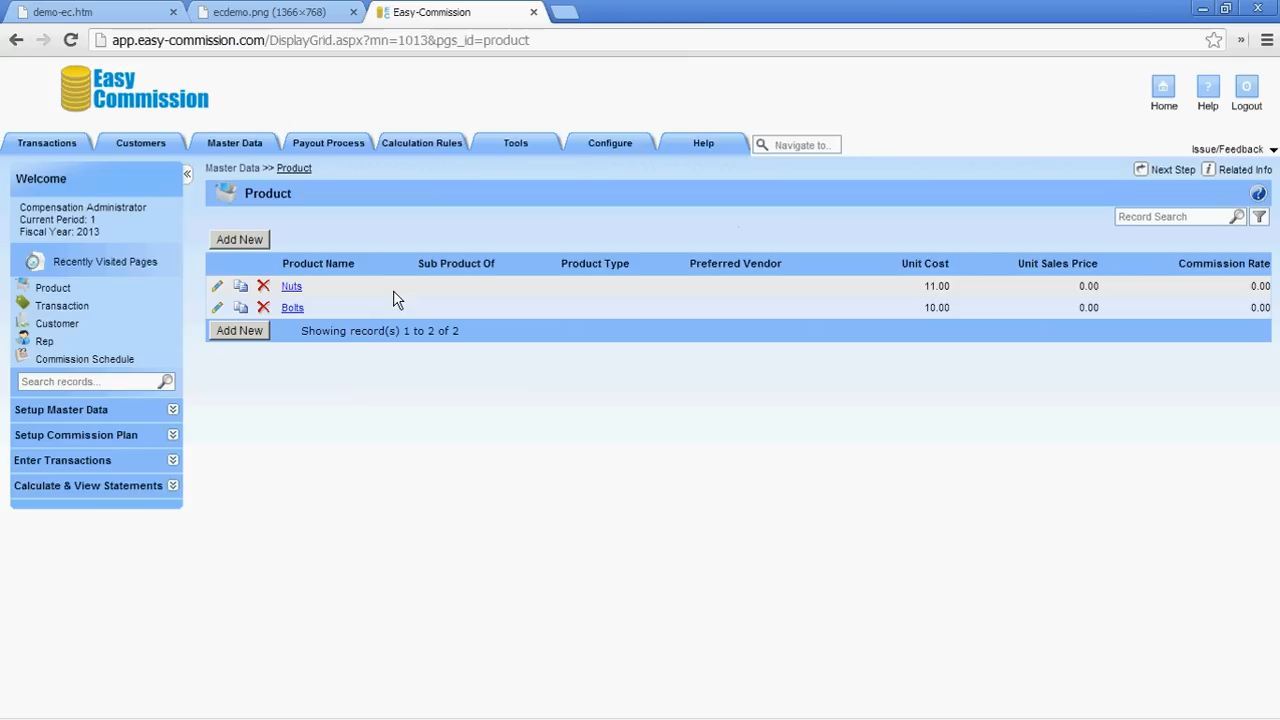 demo-ec.htm
ecdemo.png (1366×768)
Easy-Commission
app.easy-commission.com/DisplayGrid.aspx?mn=1013&pgs_id=product
Easy
Commission
Home Help Logout
Transactions Customers Master Data Payout Process Calculation Rules Tools Configure Help Navigate to..
Issue/Feedback
Welcome
Compensation Administrator
Current Period: 1
Fiscal Year: 2013
Recently Visited Pages
Product
Transaction
Customer
Rep
Commission Schedule
Search records...
Setup Master Data
Setup Commission Plan
Enter Transactions
Calculate & View Statements
Master Data >> Product
Next Step Related Info
Product
Record Search
Add New
Product Name Sub Product Of Product Type Preferred Vendor Unit Cost Unit Sales Price Commission Rate
Nuts 11.00 0.00 0.00
Bolts 10.00 0.00 0.00
Add New Showing record(s) 1 to 2 of 2